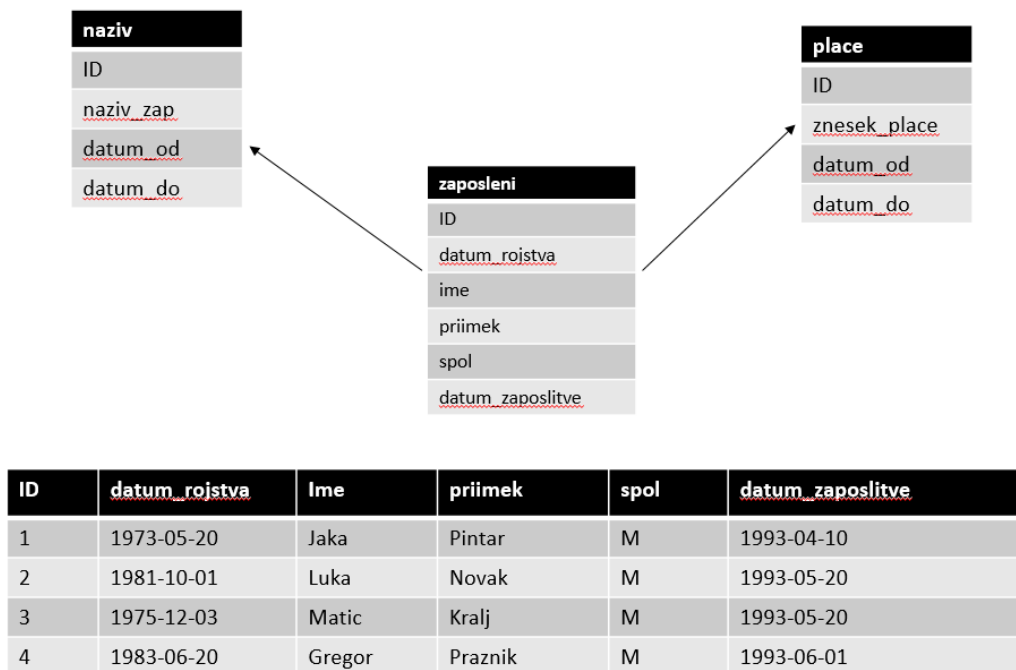 naziv
ID
naziv_zap
datum_od
datum_do
place
ID
znesek_place
datum_od
datum_do
zaposleni
ID
datum_rojstva
ime
priimek
spol
datum_zaposlitve
ID datum_rojstva Ime priimek spol datum_zaposlitve
1 1973-05-20 Jaka Pintar M 1993-04-10
2 1981-10-01 Luka Novak M 1993-05-20
3 1975-12-03 Matic Kralj M 1993-05-20
4 1983-06-20 Gregor Praznik M 1993-06-01